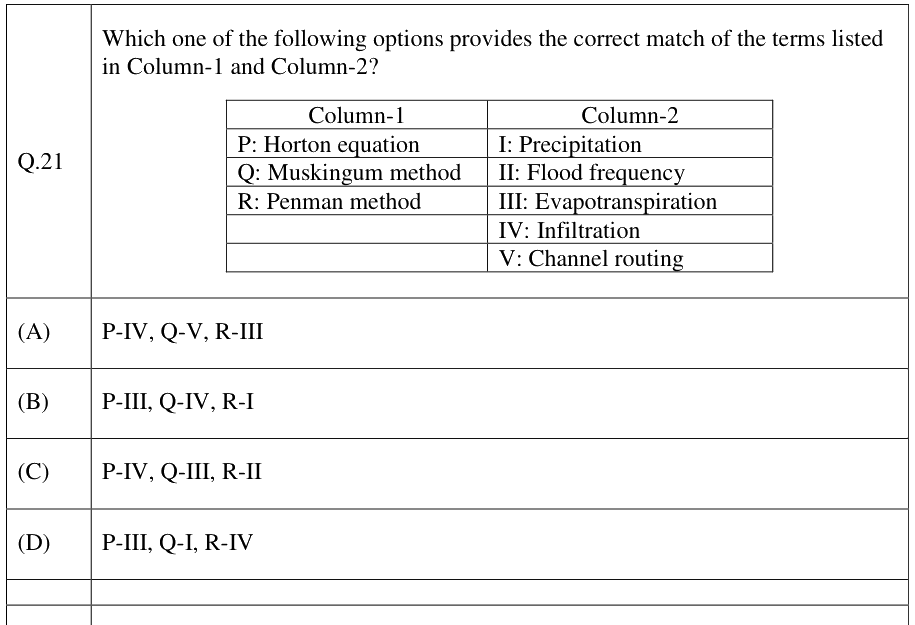 Which one of the following options provides the correct match of the terms listed
in Column-1 and Column-2?
Q.21
Column-1 Column-2
P: Horton equation I: Precipitation
Q: Muskingum method II: Flood frequency
R: Penman method III: Evapotranspiration
IV: Infiltration
V: Channel routing
(A) P-IV, Q-V, R-III
(B) P-III, Q-IV, R-I
(C) P-IV, Q-III, R-II
(D) P-III, Q-I, R-IV